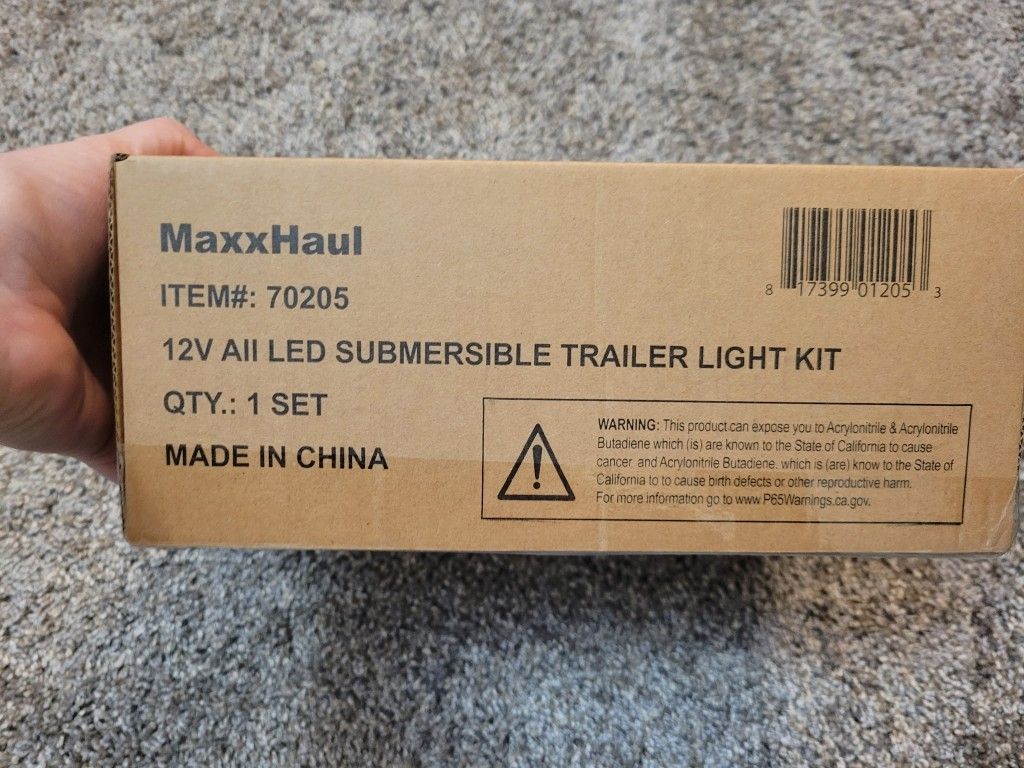 MaxxHaul
8 17399 01205 3
ITEM#: 70205
12V All LED SUBMERSIBLE TRAILER LIGHT KIT
QTY.: 1 SET
MADE IN CHINA
WARNING: This product can expose you to Acrylonitrile & Acrylonitrile
Butadiene which (is) are known to the State of California to cause
cancer and Acrylonitrile Butadiene. which is (are) know to the State of
California to to cause birth defects or other reproductive harm.
For more information go to www.P65Warnings.ca.gov.